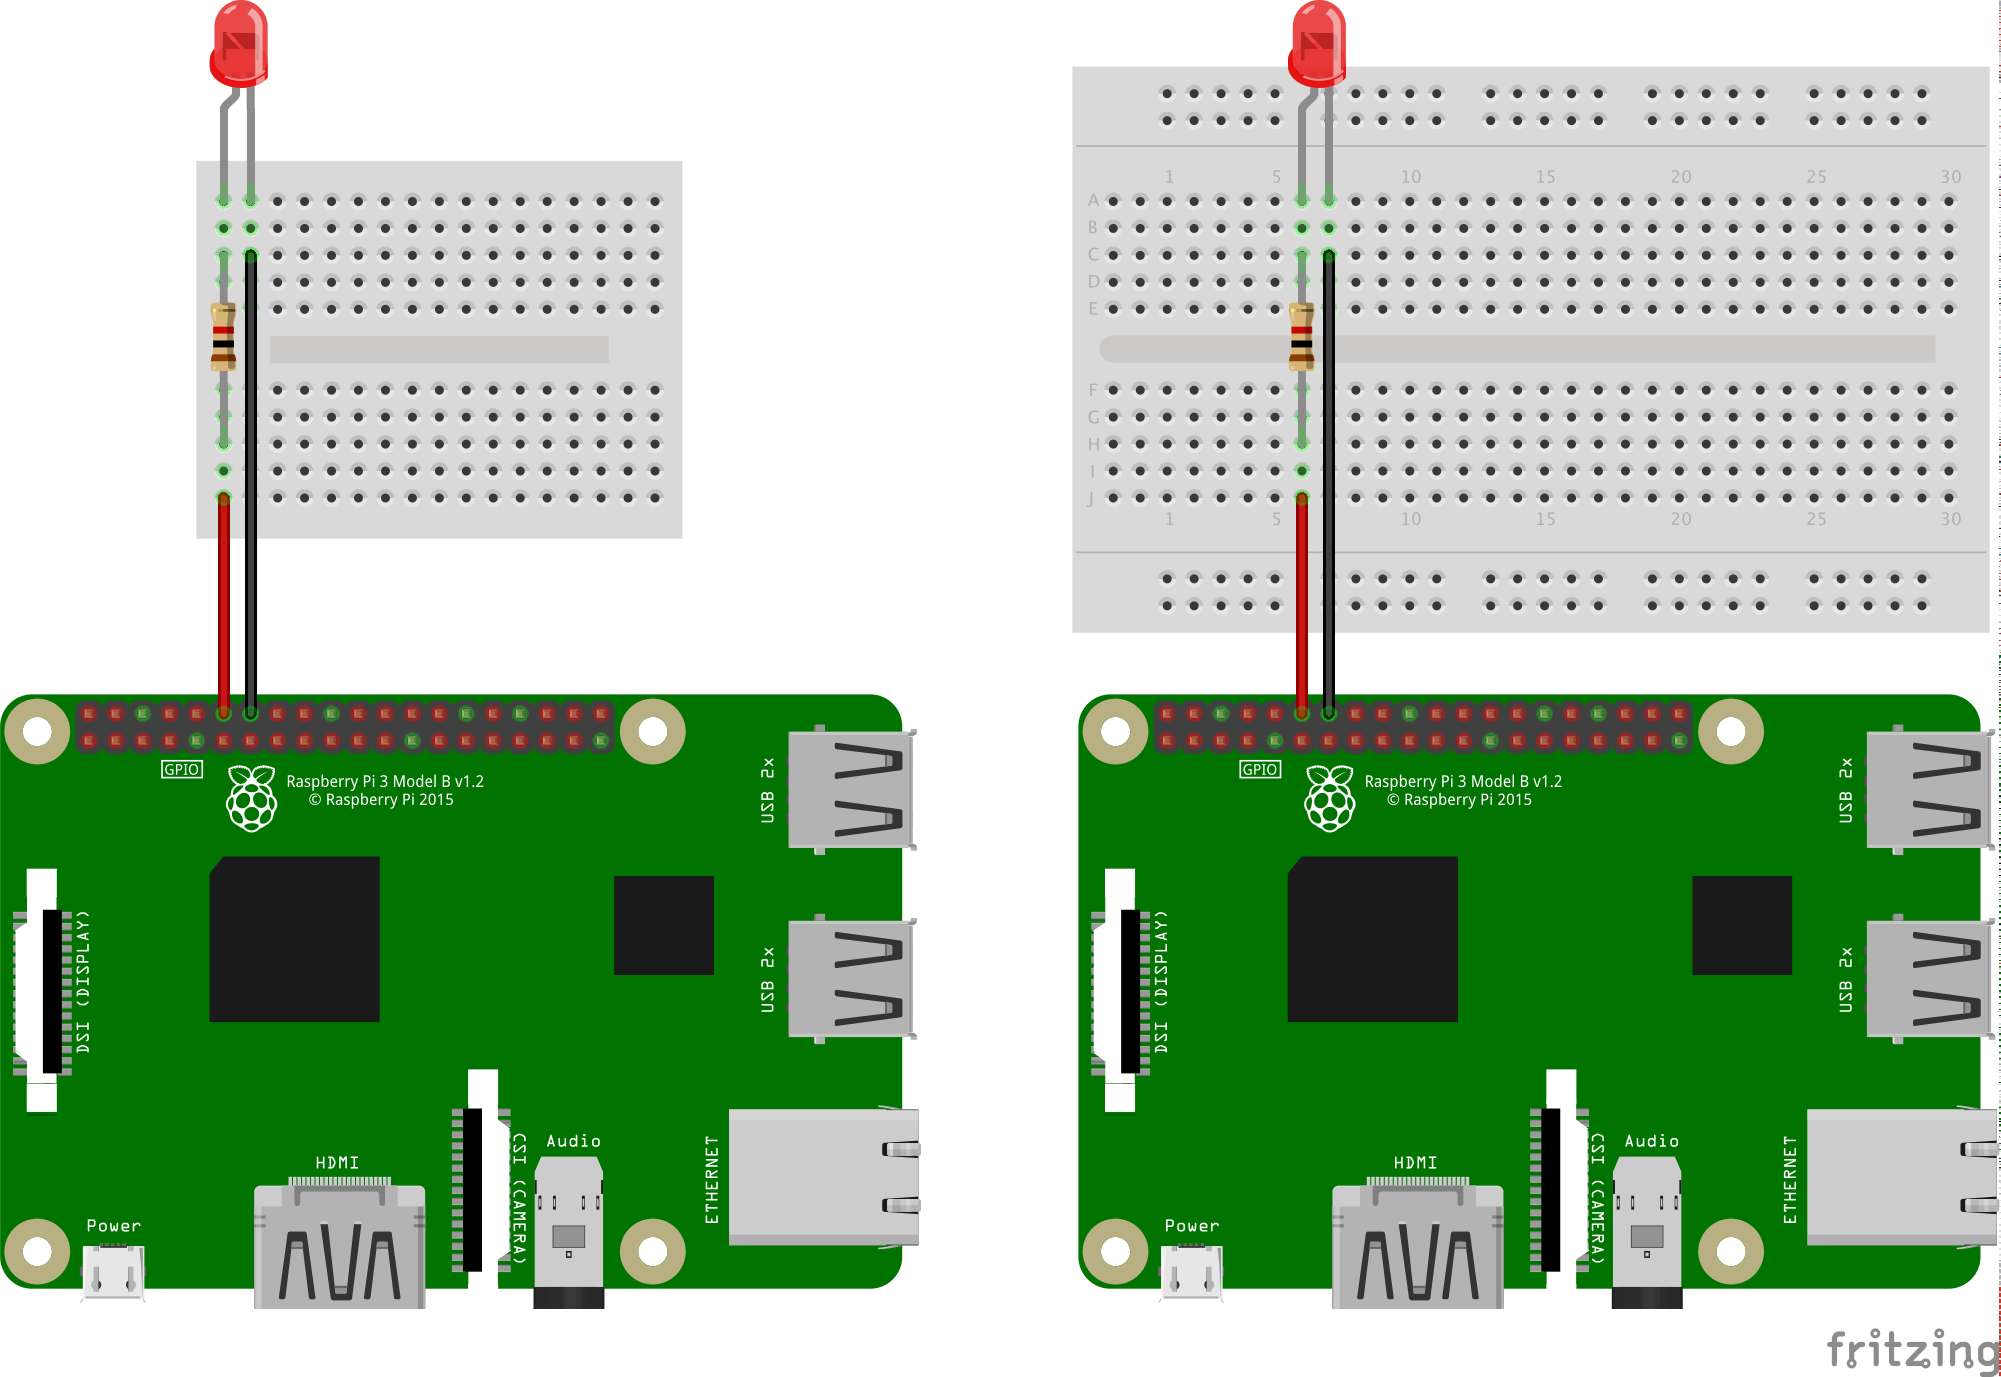 1 5 10 15 20 25 30
A
B
C
D
E
F
G
H
I
J
1 5 10 15 20 25 30
GPIO
Raspberry Pi 3 Model B v1.2
© Raspberry Pi 2015
USB 2x
DSI (DISPLAY)
USB 2x
Audio
HDMI
CSI (CAMERA)
ETHERNET
Power
GPIO
Raspberry Pi 3 Model B v1.2
© Raspberry Pi 2015
USB 2x
DSI (DISPLAY)
USB 2x
Audio
HDMI
CSI (CAMERA)
ETHERNET
Power
fritzing